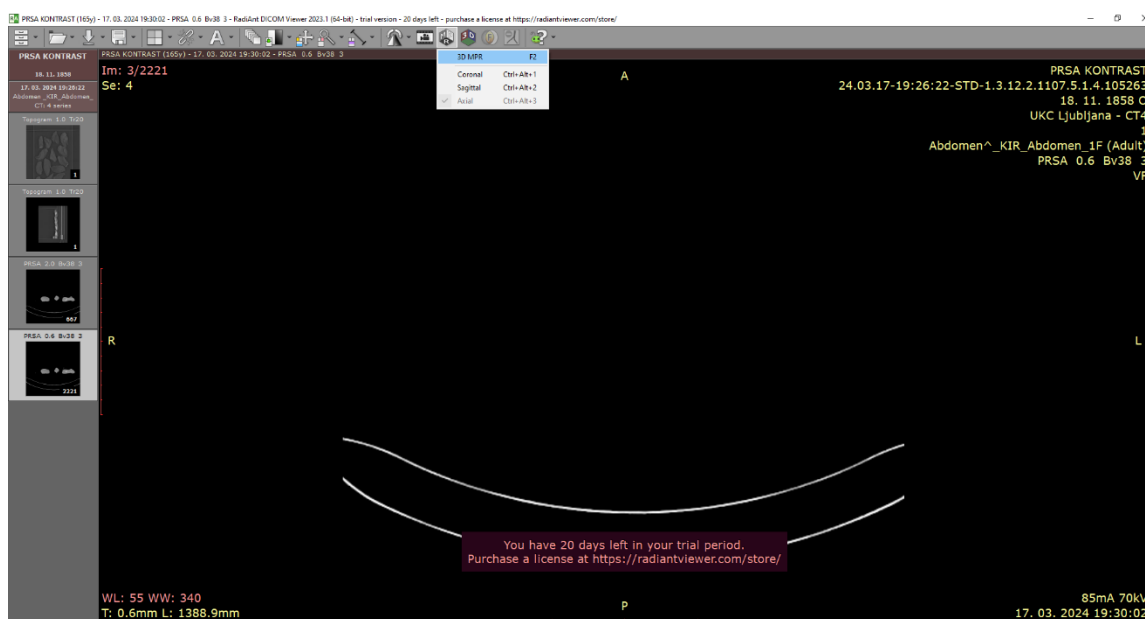 PRSA KONTRAST (165y) - 17. 03. 2024 19:30:02 - PRSA 0.6 Bv38 3 - RadiAnt DICOM Viewer 2023.1 (64-bit) - trial version - 20 days left - purchase a license at https://radiantviewer.com/store/
PRSA KONTRAST
18. 11. 1858
17. 03. 2024 19:26:22
Abdomen^_KIR_Abdomen_
CT: 4 series
Topogram 1.0 Tr20
1
Topogram 1.0 Tr20
1
PRSA 2.0 Bv38 3
667
PRSA 0.6 Bv38 3
2221
PRSA KONTRAST (165y) - 17. 03. 2024 19:30:02 - PRSA 0.6 Bv38 3
3D MPR F2
Coronal Ctrl+Alt+1
Sagittal Ctrl+Alt+2
Axial Ctrl+Alt+3
Im: 3/2221
Se: 4
A
PRSA KONTRAST
24.03.17-19:26:22-STD-1.3.12.2.1107.5.1.4.105263
18. 11. 1858 O
UKC Ljubljana - CT4
1
Abdomen^_KIR_Abdomen_1F (Adult)
PRSA 0.6 Bv38 3
VF
R
L
You have 20 days left in your trial period.
Purchase a license at https://radiantviewer.com/store/
WL: 55 WW: 340
T: 0.6mm L: 1388.9mm
P
85mA 70kV
17. 03. 2024 19:30:02